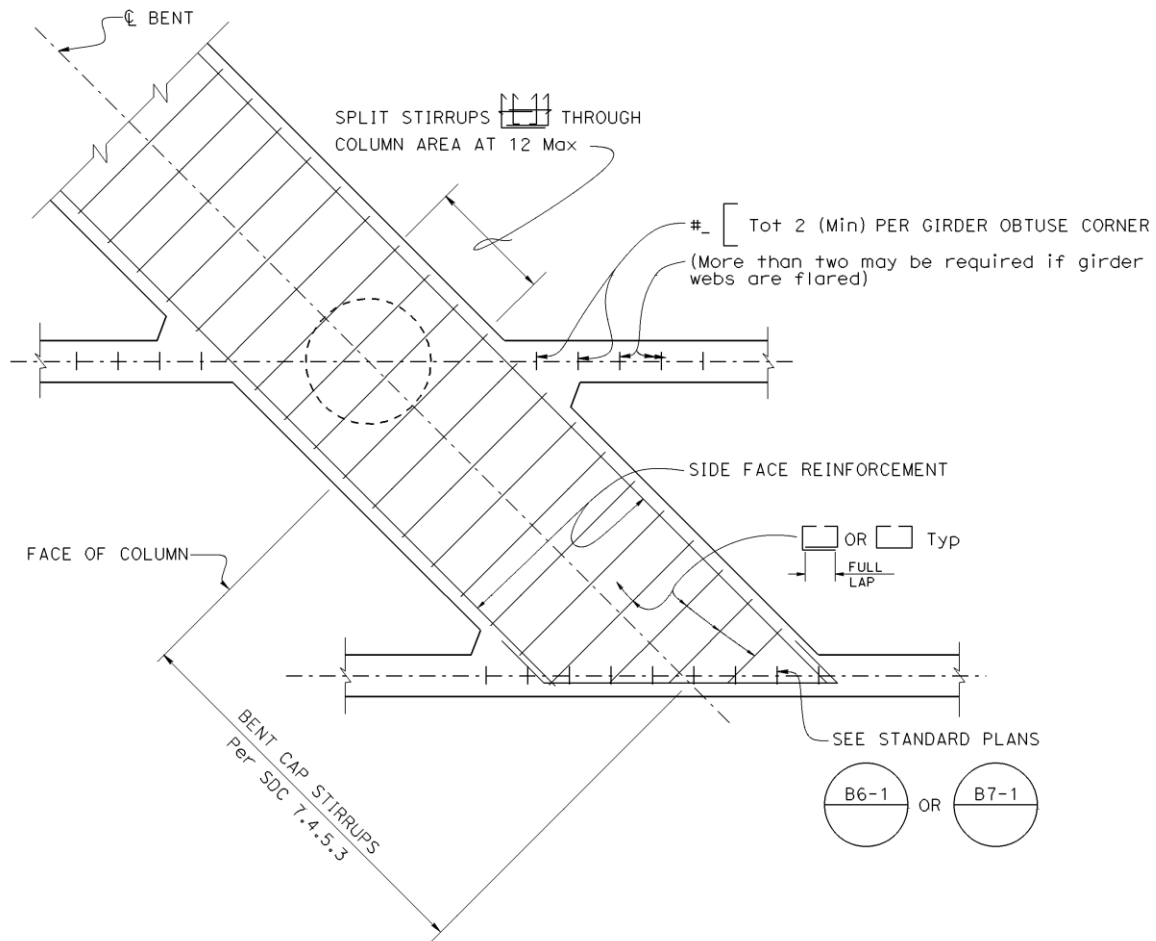 ℄ BENT
SPLIT STIRRUPS THROUGH
COLUMN AREA AT 12 Max
#_ [ Tot 2 (Min) PER GIRDER OBTUSE CORNER
(More than two may be required if girder
webs are flared)
SIDE FACE REINFORCEMENT
OR Typ
FULL
LAP
FACE OF COLUMN
BENT CAP STIRRUPS
Per SDC 7.4.5.3
SEE STANDARD PLANS
B6-1 OR B7-1